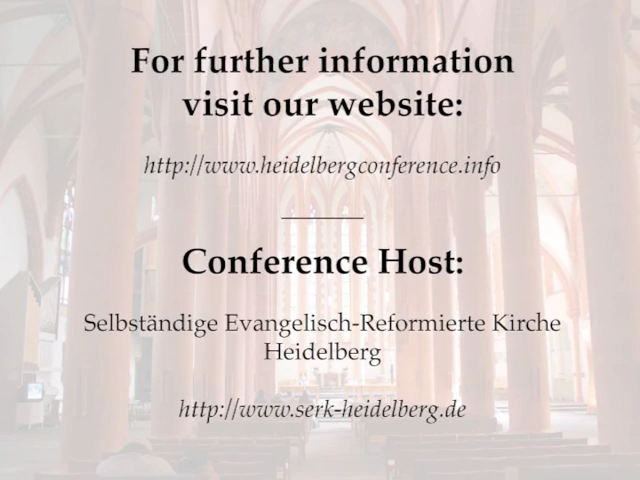 For further information
visit our website:
http://www.heidelbergconference.info
Conference Host:
Selbständige Evangelisch-Reformierte Kirche
Heidelberg
http://www.serk-heidelberg.de